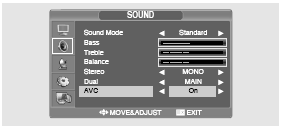 SOUND
Sound Mode ◀ Standard ▶
Bass
Treble
Balance
Stereo ◀ MONO ▶
Dual ◀ MAIN ▶
AVC ◀ On ▶
MOVE&ADJUST EXIT